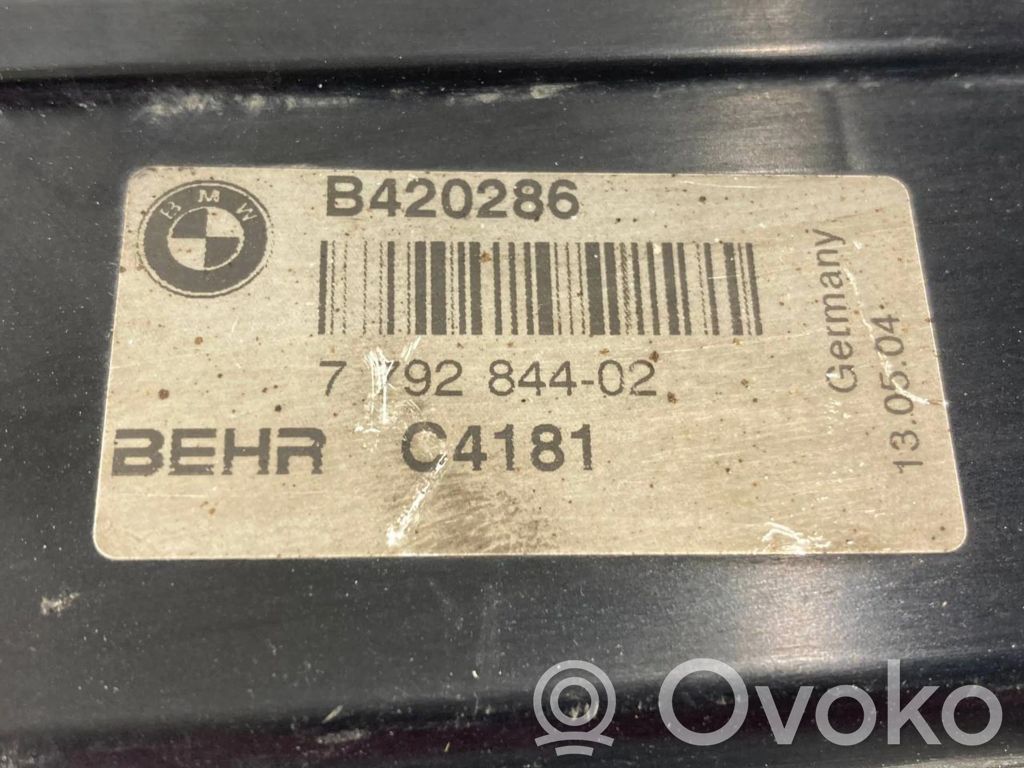 BMW
B420286
7 792 844-02
BEHR C4181
Germany
13.05.04
Ovoko